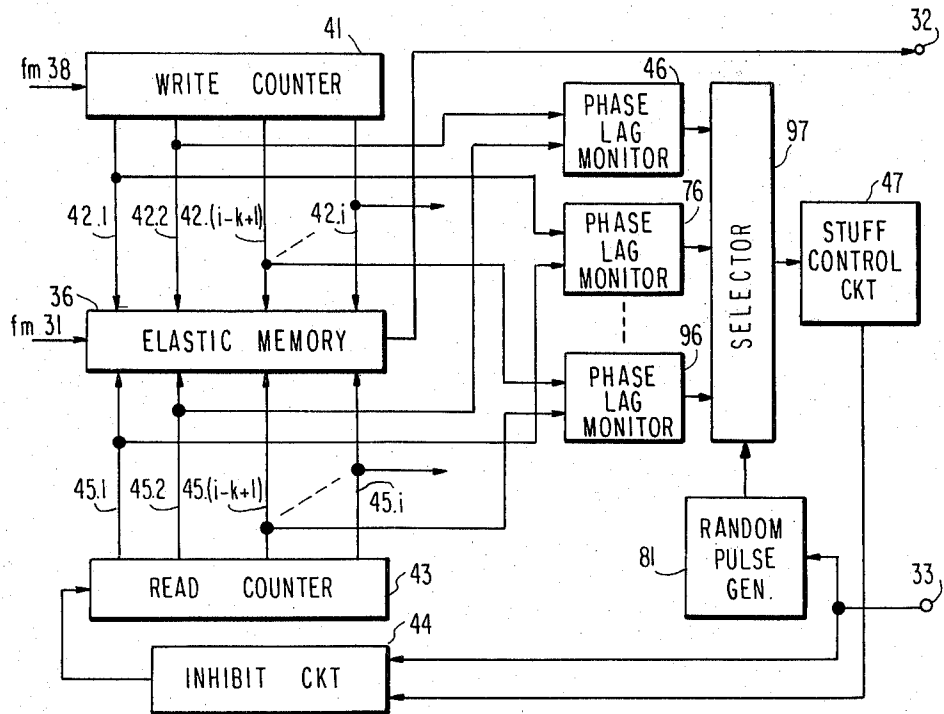 41
32
fm 38
WRITE COUNTER
46
PHASE LAG MONITOR
97
42.1
42.2
42.(i-k+1)
42.i
76
PHASE LAG MONITOR
SELECTOR
47
STUFF CONTROL CKT
36
fm 31
ELASTIC MEMORY
96
PHASE LAG MONITOR
45.1
45.2
45.(i-k+1)
45.i
81
RANDOM PULSE GEN.
33
READ COUNTER
43
44
INHIBIT CKT